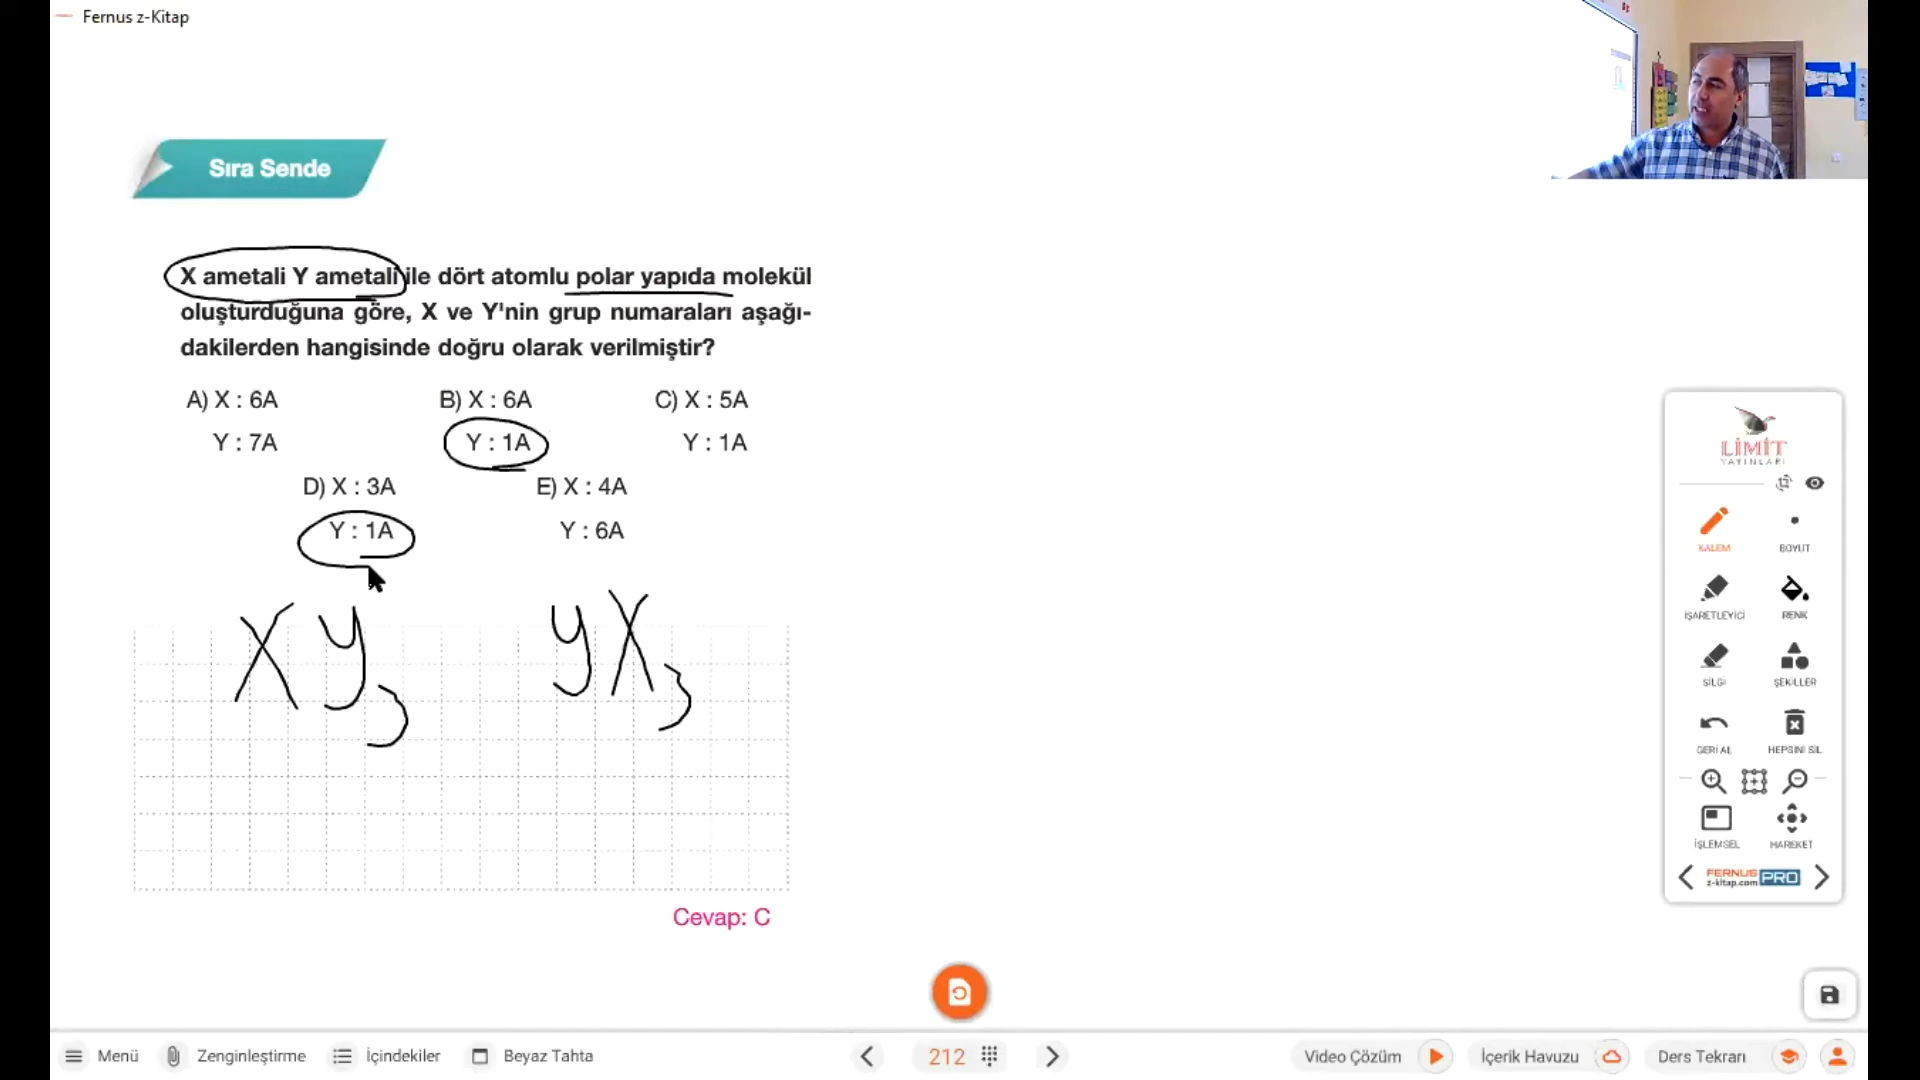 Fernus z-Kitap
Sıra Sende
X ametali Y ametali ile dört atomlu polar yapıda molekül
oluşturduğuna göre, X ve Y'nin grup numaraları aşağı-
dakilerden hangisinde doğru olarak verilmiştir?
A) X : 6A B) X : 6A C) X : 5A
Y : 7A Y : 1A Y : 1A
D) X : 3A E) X : 4A
Y : 1A Y : 6A
X Y3 YX3
Cevap: C
LİMİT
YAYINLARI
KALEM BOYUT
İŞARETLEYİCİ RENK
SİLGİ ŞEKİLLER
GERİ AL HEPSİNİ SİL
İŞLEMSEL HAREKET
FERNUS PRO
z-kitap.com
Menü Zenginleştirme İçindekiler Beyaz Tahta 212 Video Çözüm İçerik Havuzu Ders Tekrarı